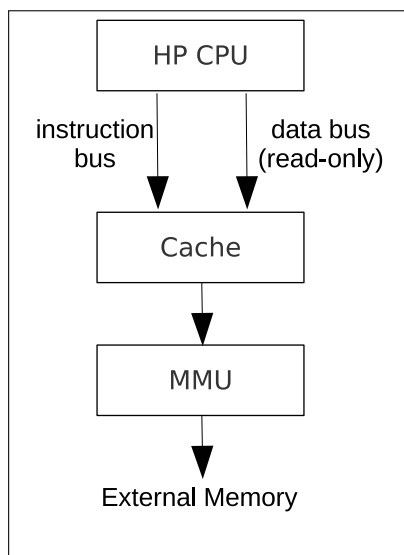 HP CPU
instruction
bus
data bus
(read-only)
Cache
MMU
External Memory